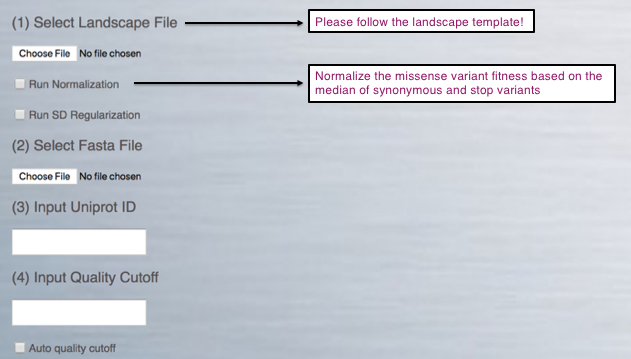 (1) Select Landscape File
Please follow the landscape template!
Choose File No file chosen
Run Normalization
Normalize the missense variant fitness based on the
median of synonymous and stop variants
Run SD Regularization
(2) Select Fasta File
Choose File No file chosen
(3) Input Uniprot ID
(4) Input Quality Cutoff
Auto quality cutoff